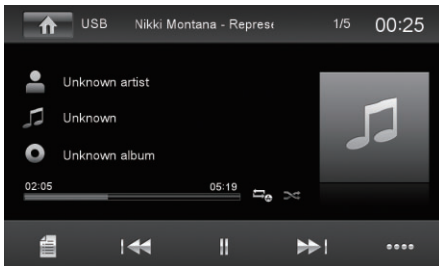 USB Nikki Montana - Represe 1/5 00:25
Unknown artist
Unknown
Unknown album
02:05 05:19